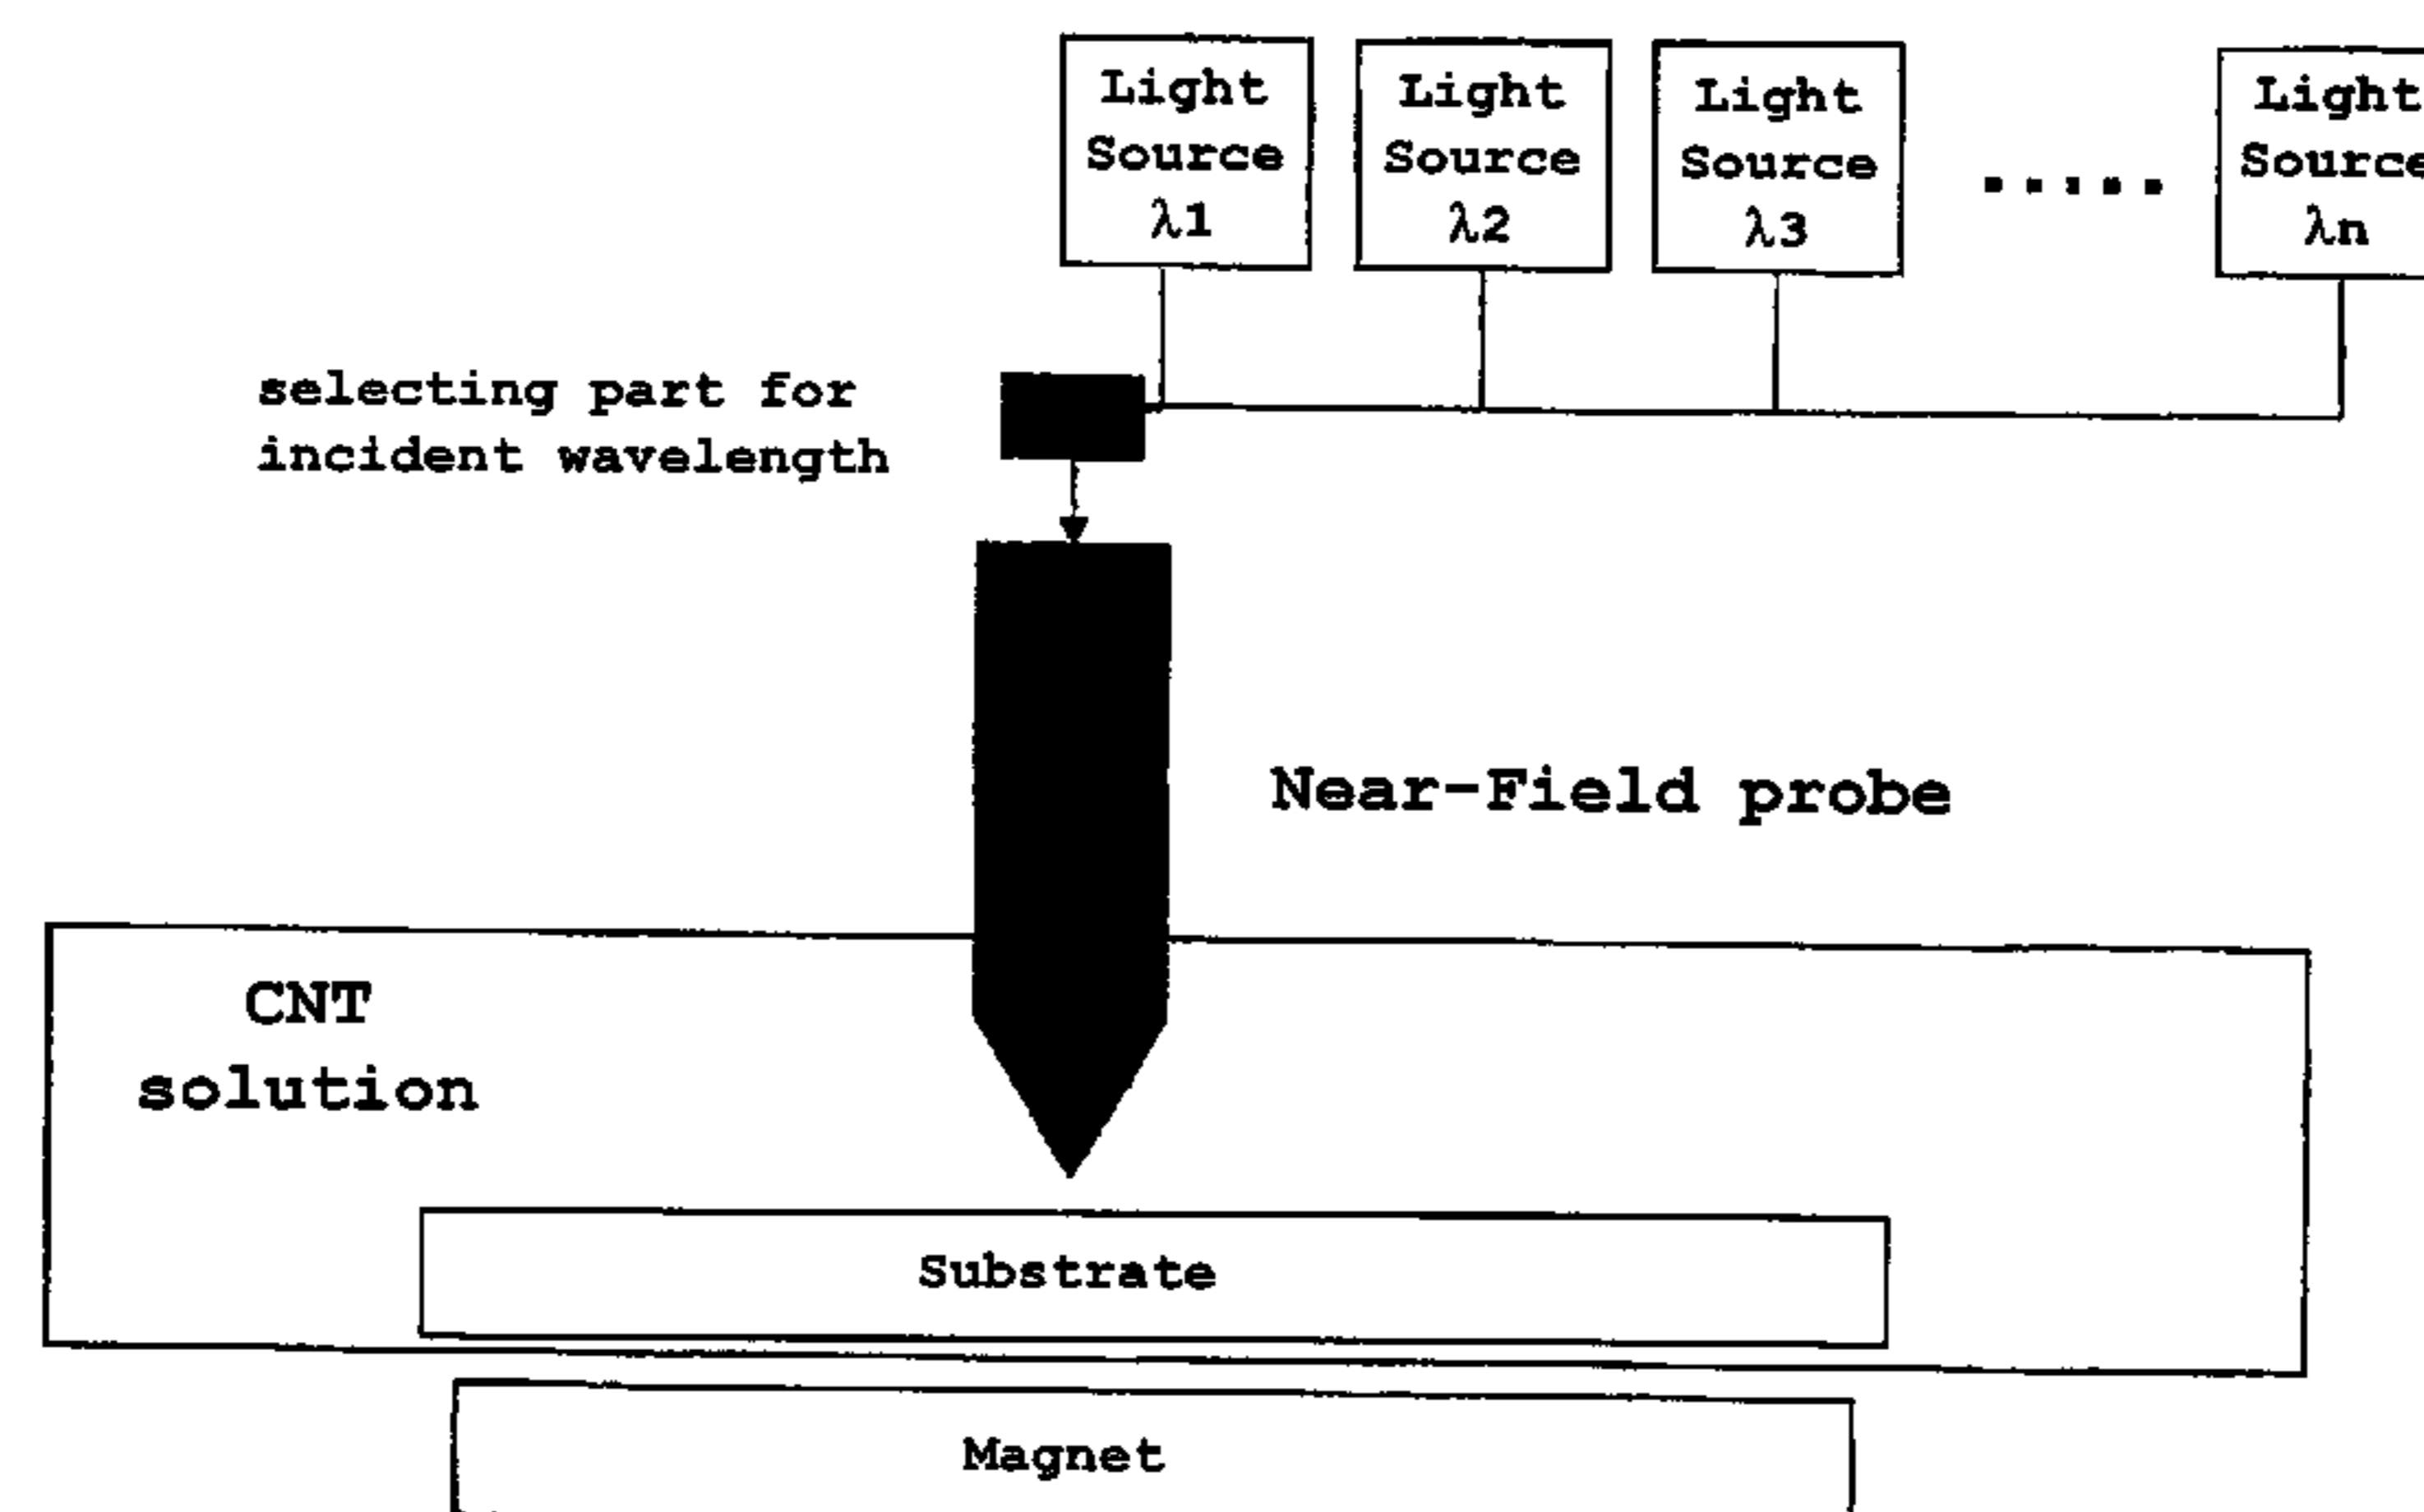 Light
Source
λ1
Light
Source
λ2
Light
Source
λ3
.....
Light
Source
λn
selecting part for
incident wavelength
Near-Field probe
CNT
solution
Substrate
Magnet